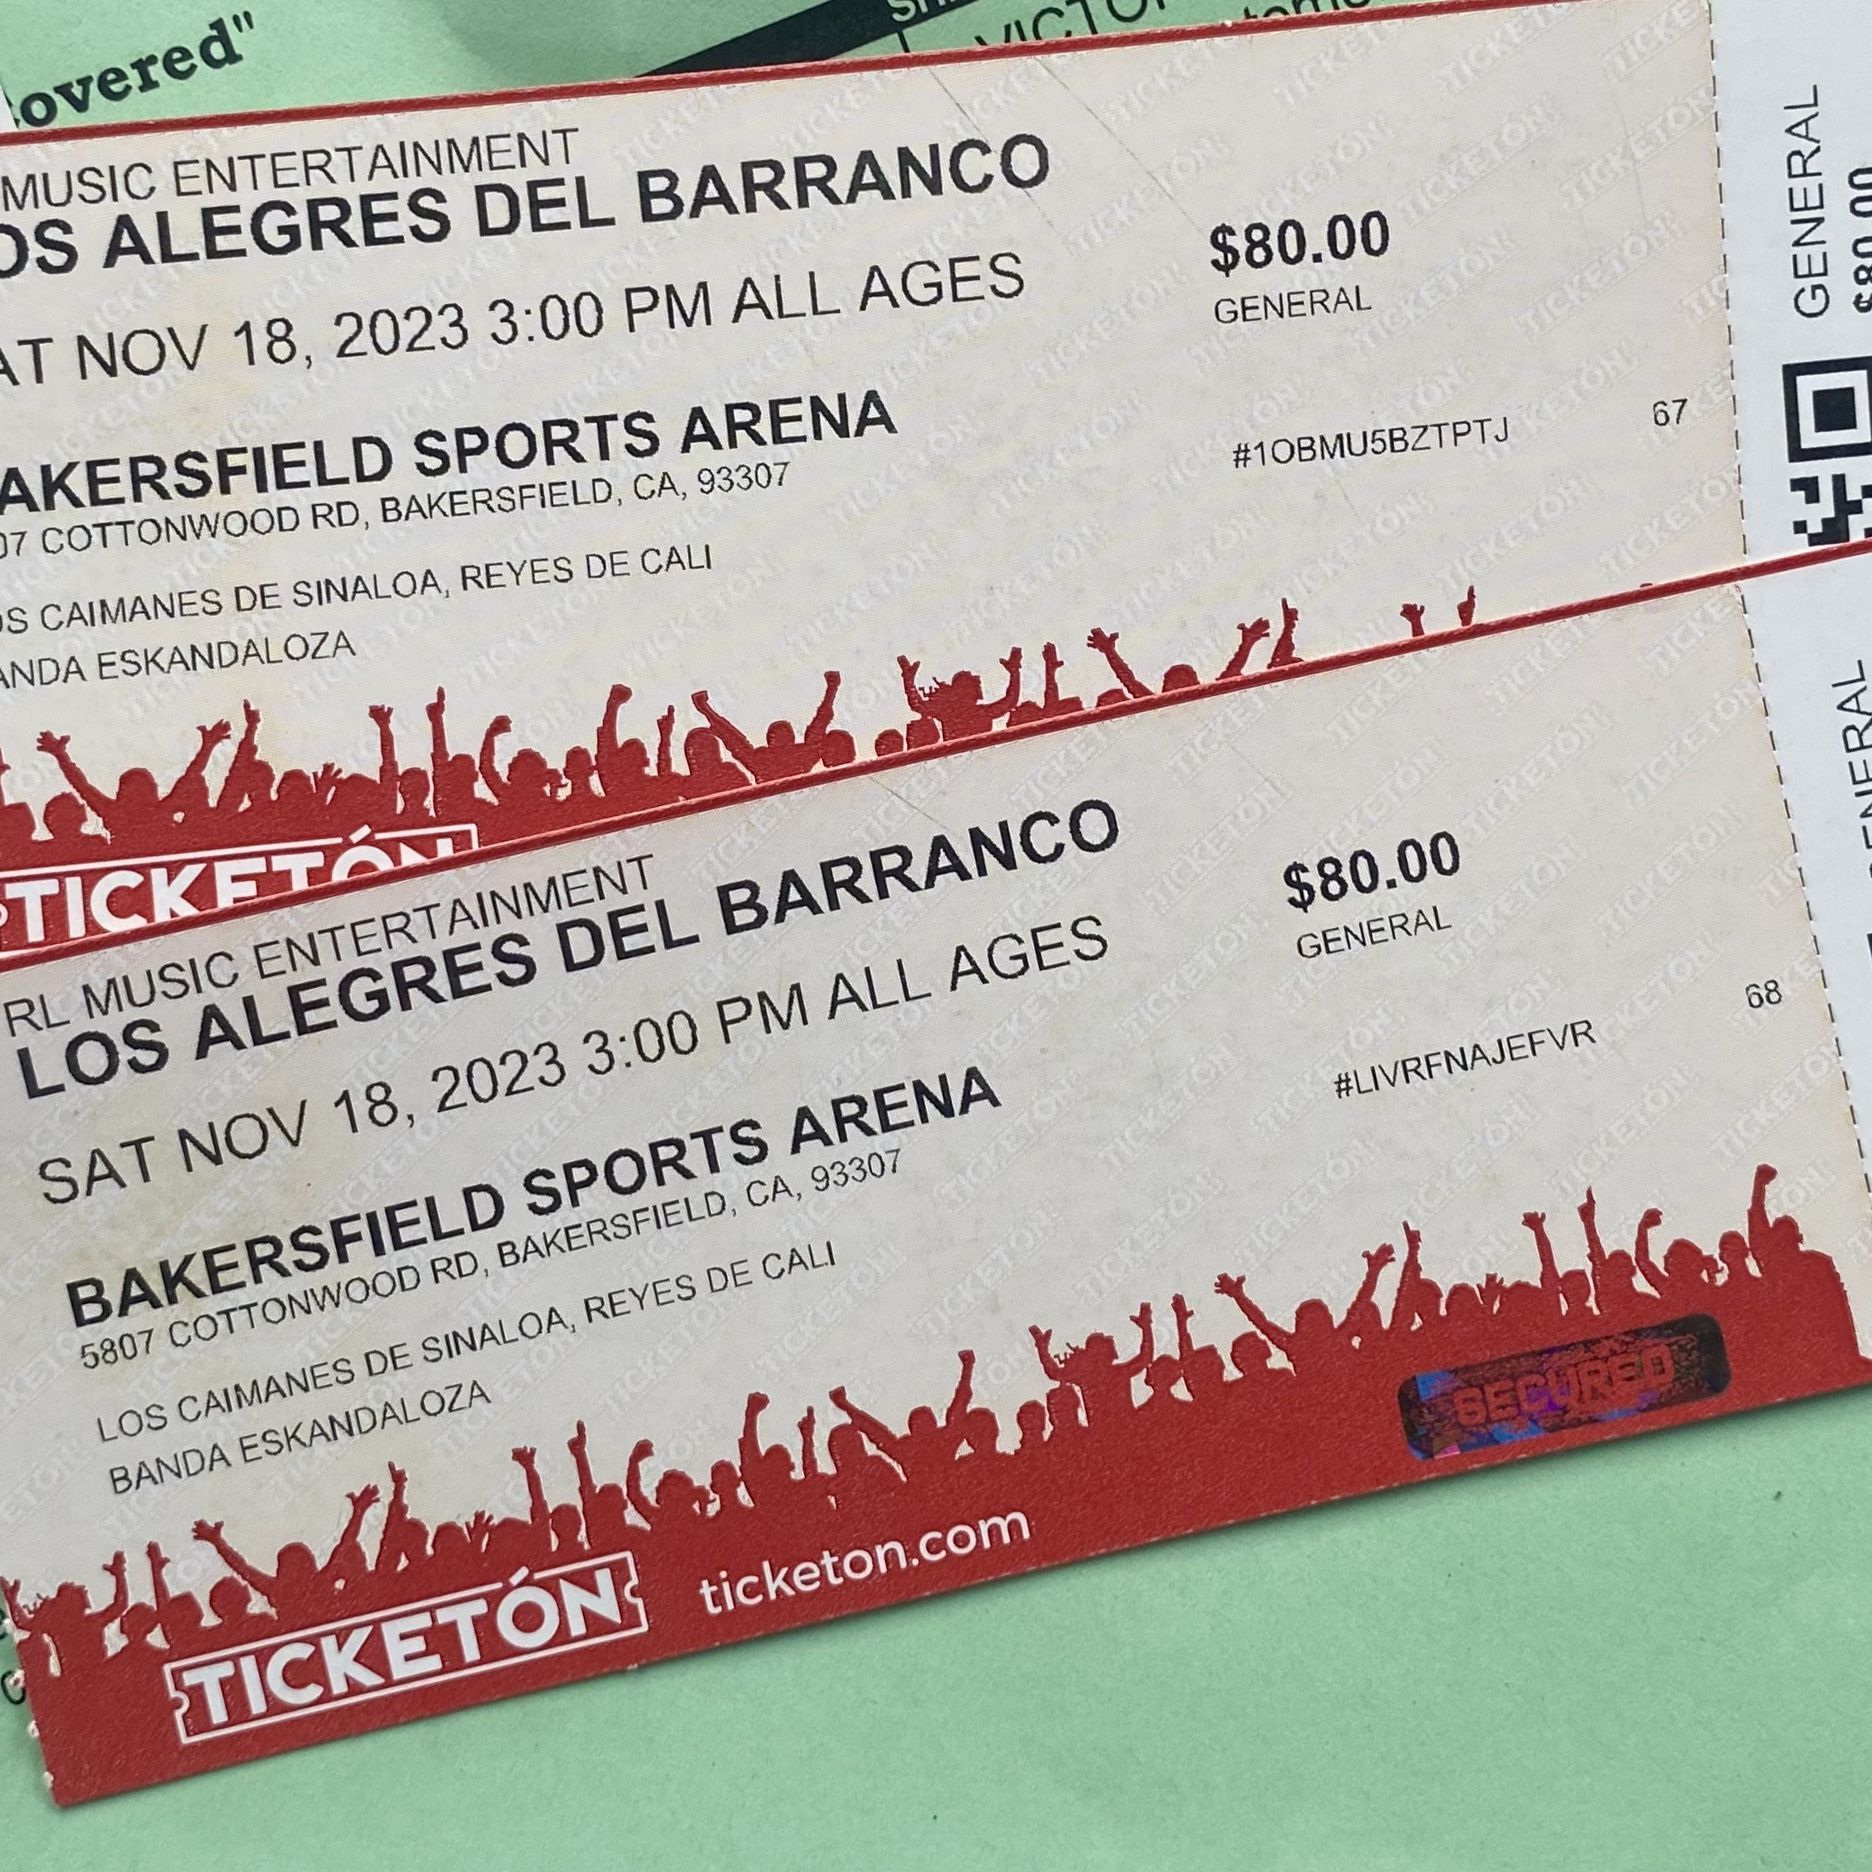 overed"
VICTO
MUSIC ENTERTAINMENT
OS ALEGRES DEL BARRANCO
AT NOV 18, 2023 3:00 PM ALL AGES
AKERSFIELD SPORTS ARENA
07 COTTONWOOD RD, BAKERSFIELD, CA, 93307
OS CAIMANES DE SINALOA, REYES DE CALI
ANDA ESKANDALOZA
$80.00
GENERAL
#1OBMU5BZTPTJ
67
GENERAL
$80.00
TICKETÓN
RL MUSIC ENTERTAINMENT
LOS ALEGRES DEL BARRANCO
SAT NOV 18, 2023 3:00 PM ALL AGES
BAKERSFIELD SPORTS ARENA
5807 COTTONWOOD RD, BAKERSFIELD, CA, 93307
LOS CAIMANES DE SINALOA, REYES DE CALI
BANDA ESKANDALOZA
$80.00
GENERAL
#LIVRFNAJEFVR
68
GENERAL
SECURED
TICKETÓN
ticketon.com